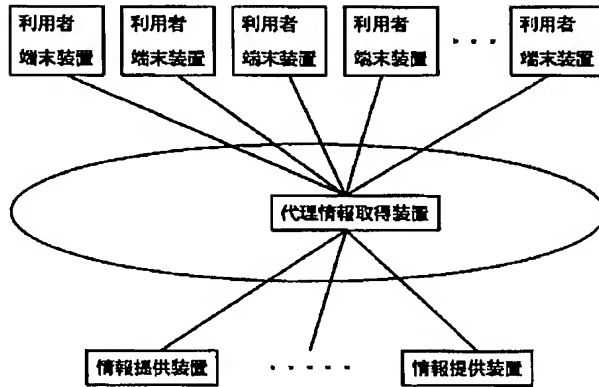 利用者
端末装置
利用者
端末装置
利用者
端末装置
利用者
端末装置
・・・
利用者
端末装置
代理情報取得装置
情報提供装置
・・・・・
情報提供装置